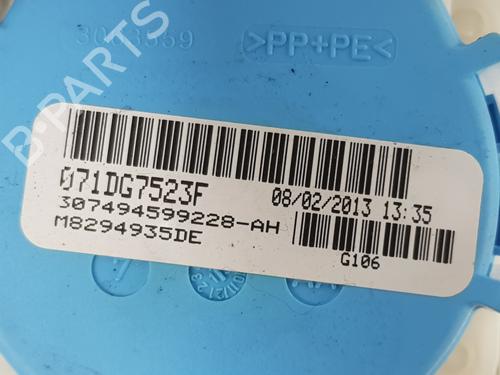 >PP+PE<
B-PARTS
071DG7523F
08/02/2013 13:35
307494599228-AH
M8294935DE
G106